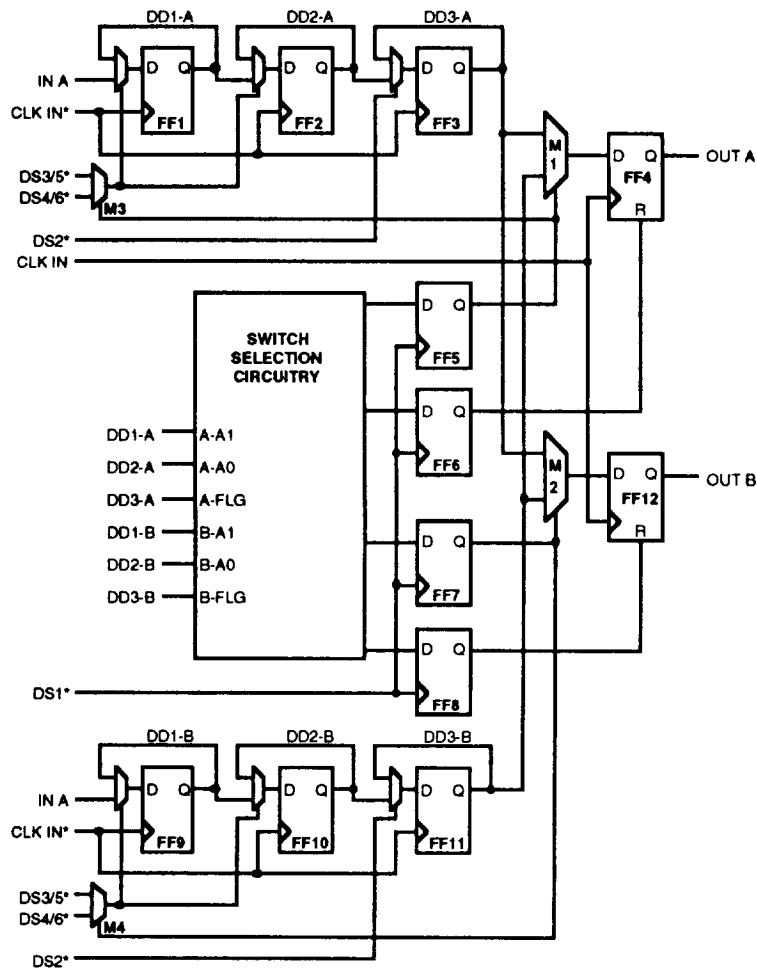 DD1-A DD2-A DD3-A
D Q D Q D Q
IN A
CLK IN*
FF1 FF2 FF3
M
1
D Q
OUT A
FF4
R
DS3/5*
DS4/6*
M3
DS2*
CLK IN
SWITCH
SELECTION
CIRCUITRY
D Q
FF5
D Q
FF6
DD1-A A-A1
DD2-A A-A0
DD3-A A-FLG
DD1-B B-A1
DD2-B B-A0
DD3-B B-FLG
M
2
D Q
OUT B
FF12
R
D Q
FF7
D Q
FF8
DS1*
DD1-B DD2-B DD3-B
D Q D Q D Q
IN A
CLK IN*
FF9 FF10 FF11
DS3/5*
DS4/6*
M4
DS2*